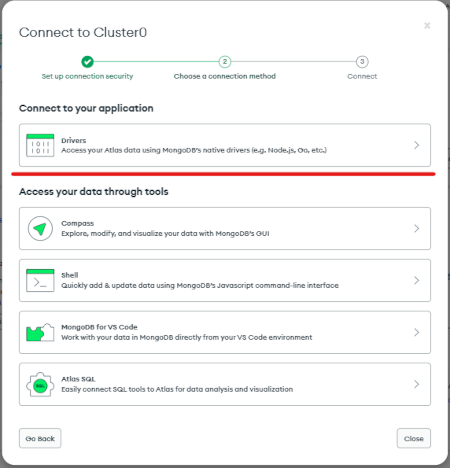 Connect to Cluster0
×
2
3
Set up connection security
Choose a connection method
Connect
Connect to your application
1011
1011
Drivers
Access your Atlas data using MongoDB's native drivers (e.g. Node.js, Go, etc.)
Access your data through tools
Compass
Explore, modify, and visualize your data with MongoDB's GUI
>_
Shell
Quickly add & update data using MongoDB's Javascript command-line interface
MongoDB for VS Code
Work with your data in MongoDB directly from your VS Code environment
SQL
Atlas SQL
Easily connect SQL tools to Atlas for data analysis and visualization
Go Back
Close